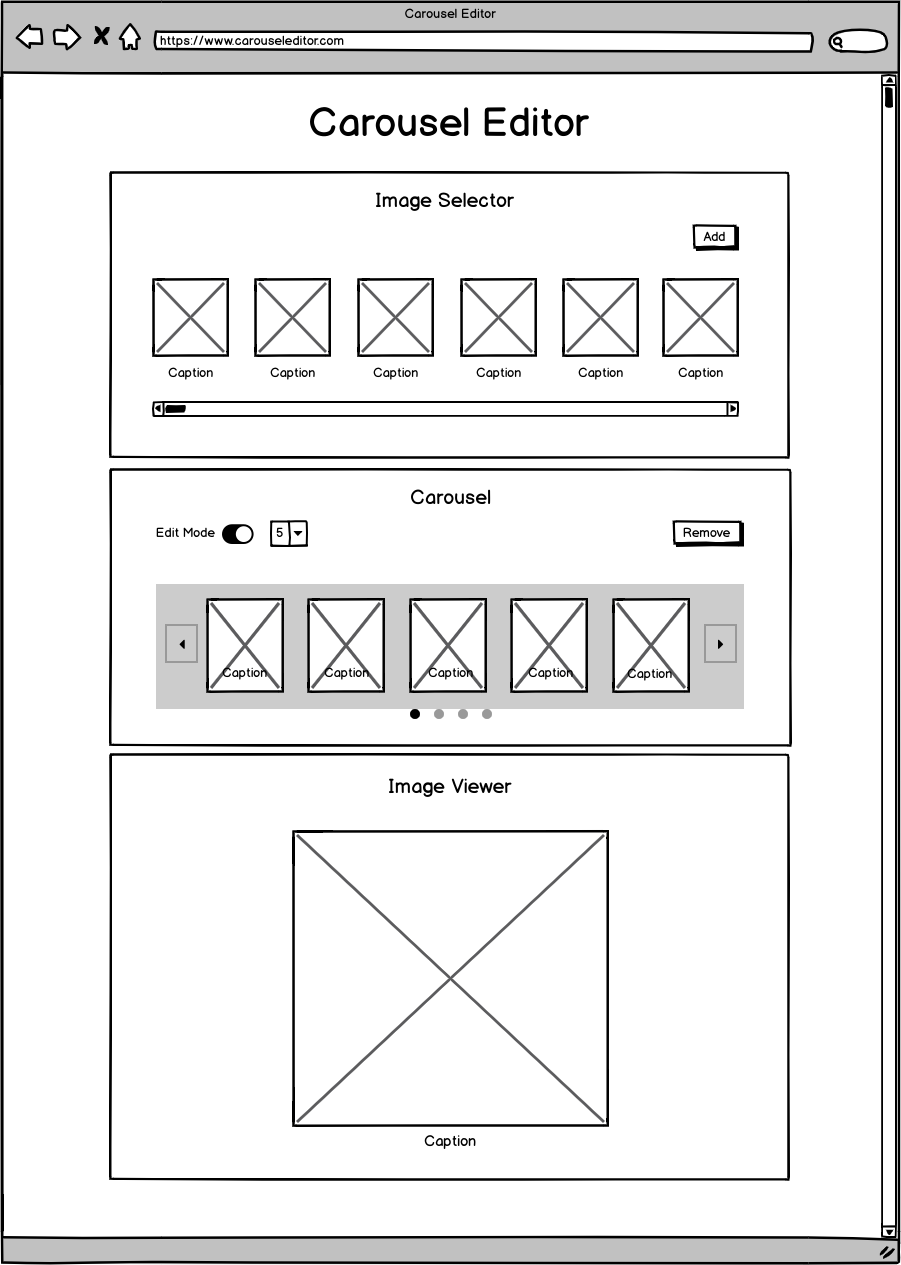 Carousel Editor
https://www.carouseleditor.com
Carousel Editor
Image Selector
Add
Caption Caption Caption Caption Caption Caption
Carousel
Edit Mode 5 Remove
Caption Caption Caption Caption Caption
Image Viewer
Caption